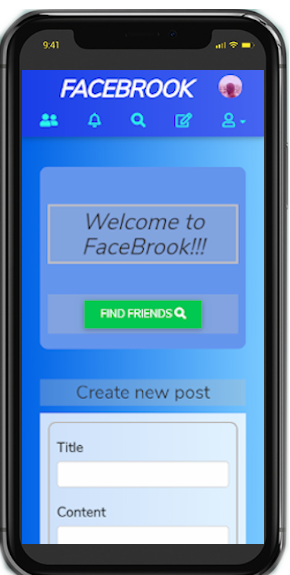 9:41
FACEBROOK
Welcome to
FaceBrook!!!
FIND FRIENDS
Create new post
Title
Content